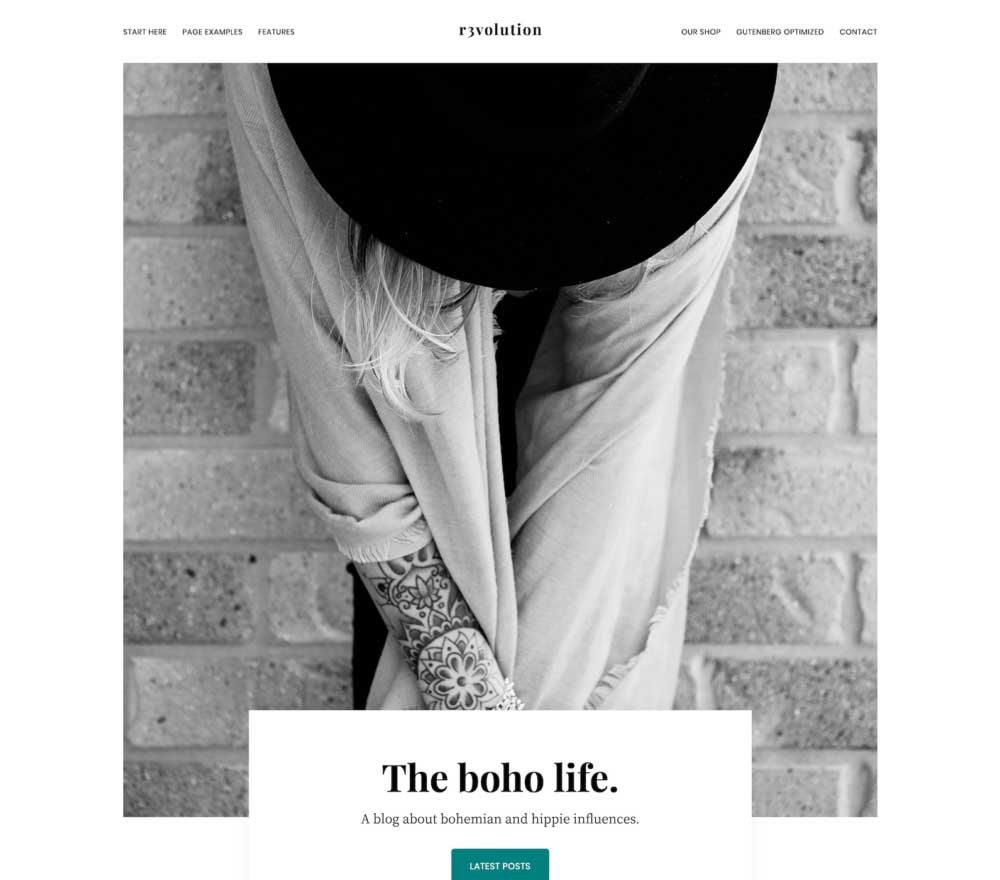 START HERE PAGE EXAMPLES FEATURES r3volution OUR SHOP GUTENBERG OPTIMIZED CONTACT
The boho life.
A blog about bohemian and hippie influences.
LATEST POSTS